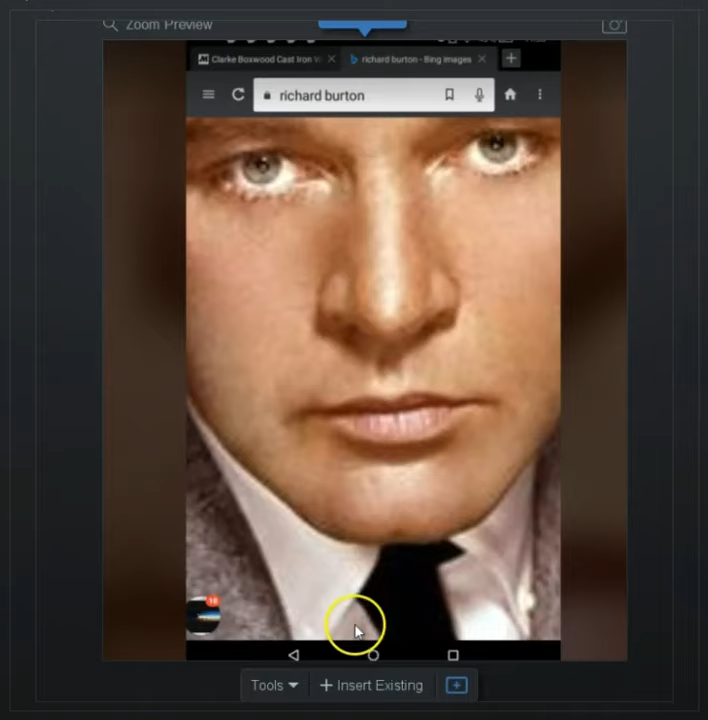 Zoom Preview
Clarke Boxwood Cast Iron
richard burton - Bing images
richard burton
18
Tools
Insert Existing